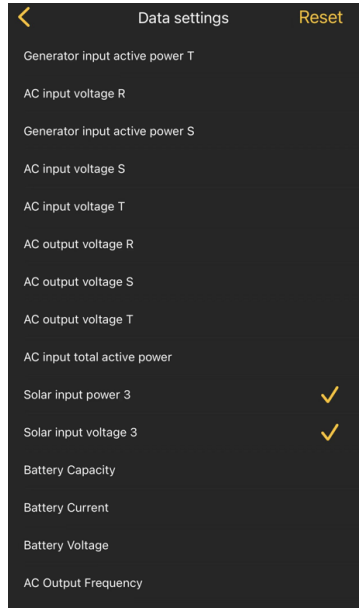 Data settings Reset
Generator input active power T
AC input voltage R
Generator input active power S
AC input voltage S
AC input voltage T
AC output voltage R
AC output voltage S
AC output voltage T
AC input total active power
Solar input power 3
Solar input voltage 3
Battery Capacity
Battery Current
Battery Voltage
AC Output Frequency